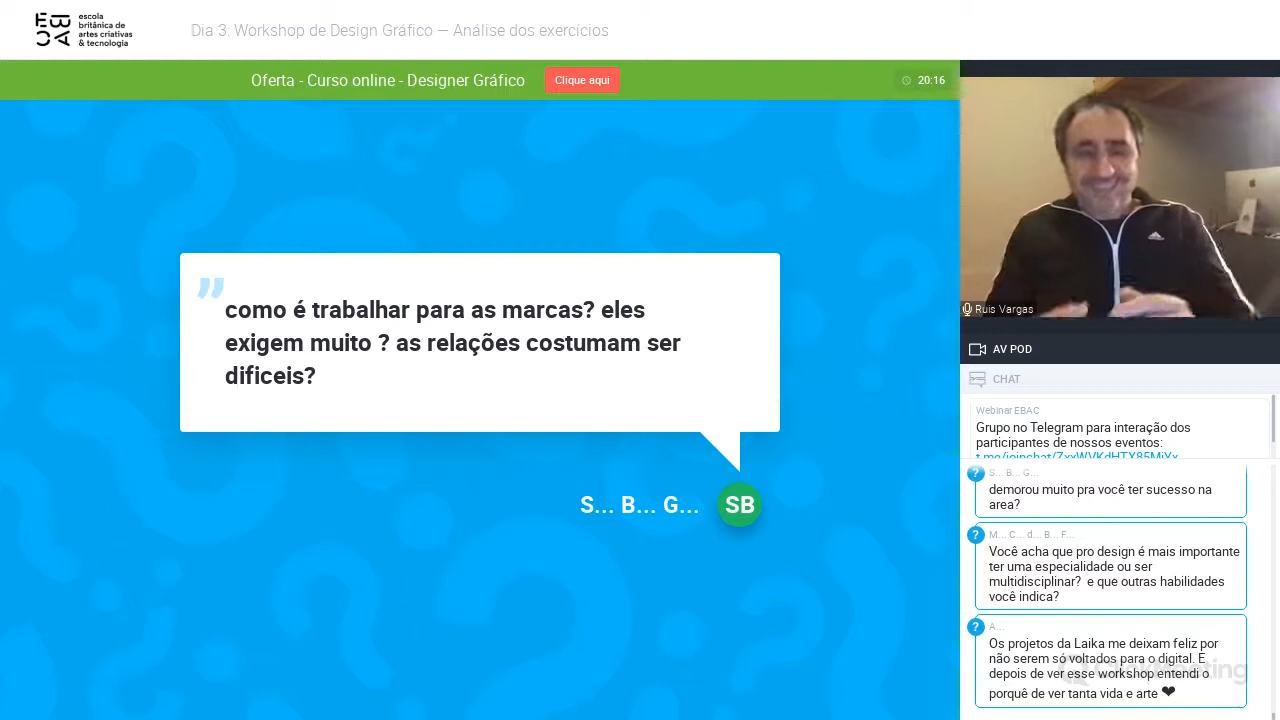 escola
britânica de
artes criativas
& tecnologia
EBAC
Dia 3: Workshop de Design Gráfico — Análise dos exercícios
Oferta - Curso online - Designer Gráfico
Clique aqui
20:16
como é trabalhar para as marcas? eles
exigem muito ? as relações costumam ser
dificeis?
S... B... G...
SB
Ruis Vargas
AV POD
CHAT
Webinar EBAC
Grupo no Telegram para interação dos
participantes de nossos eventos:
S... B... G...
demorou muito pra você ter sucesso na
area?
M... C... d... B... F...
Você acha que pro design é mais importante
ter uma especialidade ou ser
multidisciplinar? e que outras habilidades
você indica?
A...
Os projetos da Laika me deixam feliz por
não serem só voltados para o digital. E
depois de ver esse workshop entendi o
porquê de ver tanta vida e arte ❤